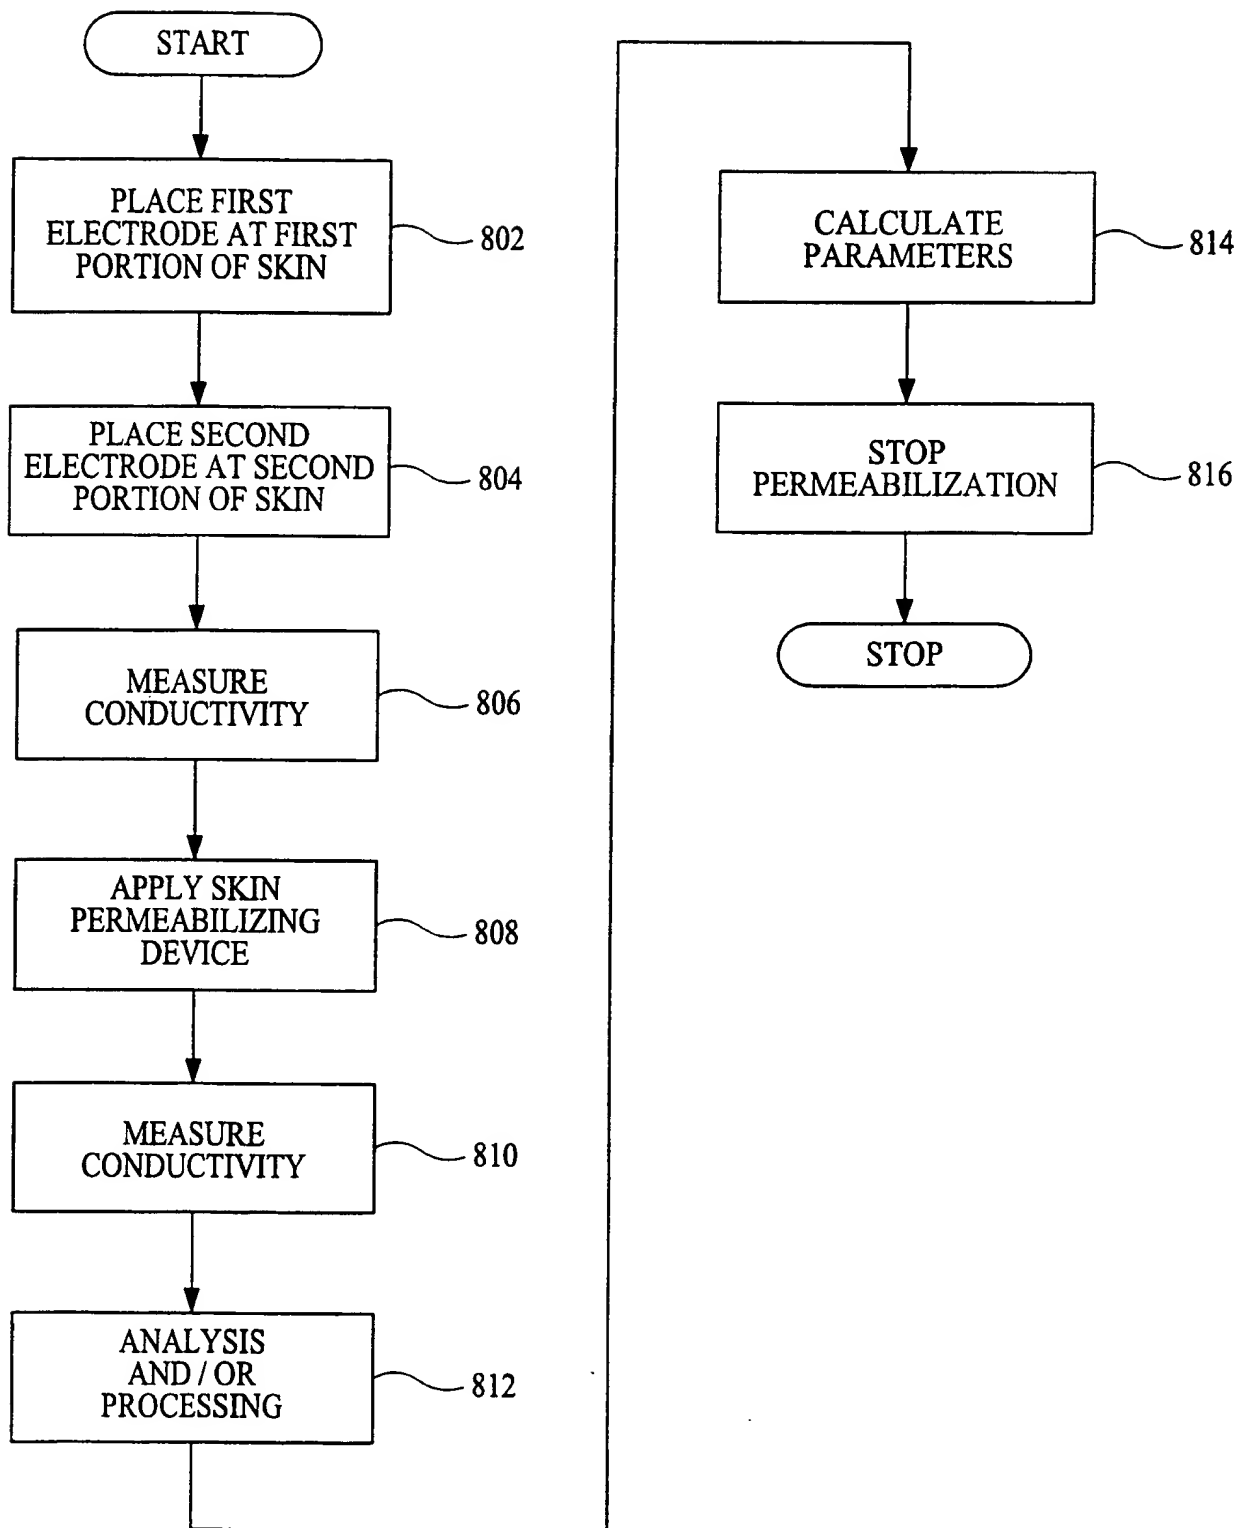 START
PLACE FIRST
ELECTRODE AT FIRST
PORTION OF SKIN
802
PLACE SECOND
ELECTRODE AT SECOND
PORTION OF SKIN
804
MEASURE
CONDUCTIVITY
806
APPLY SKIN
PERMEABILIZING
DEVICE
808
MEASURE
CONDUCTIVITY
810
ANALYSIS
AND / OR
PROCESSING
812
CALCULATE
PARAMETERS
814
STOP
PERMEABILIZATION
816
STOP